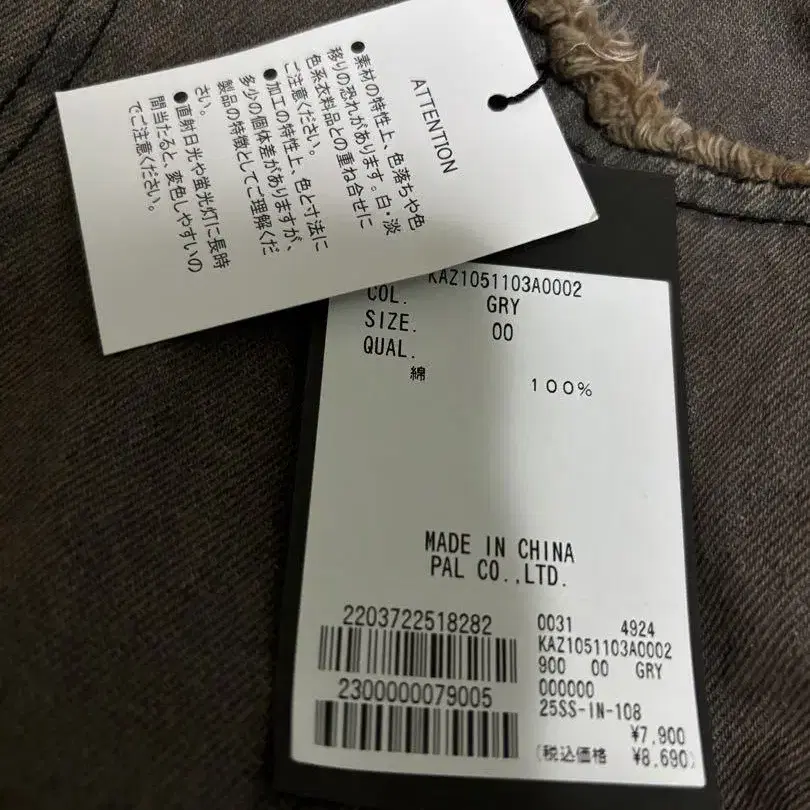 ATTENTION
●素材の特性上、色落ちや色
移りの恐れがあります。白・淡
色系衣料品との重ね合せに
ご注意ください。
●加工の特性上、色と寸法に
多少の個体差がありますが、
製品の特徴としてご理解くだ
さい。
●直射日光や蛍光灯に長時
間当たると、変色しやすいの
でご注意ください。
KAZ1051103A0002
COL. GRY
SIZE. 00
QUAL.
綿 100%
MADE IN CHINA
PAL CO.,LTD.
2203722518282
2300000079005
0031 4924
KAZ1051103A0002
900 00 GRY
000000
25SS-IN-108
¥7,900
(税込価格 ¥8,690)